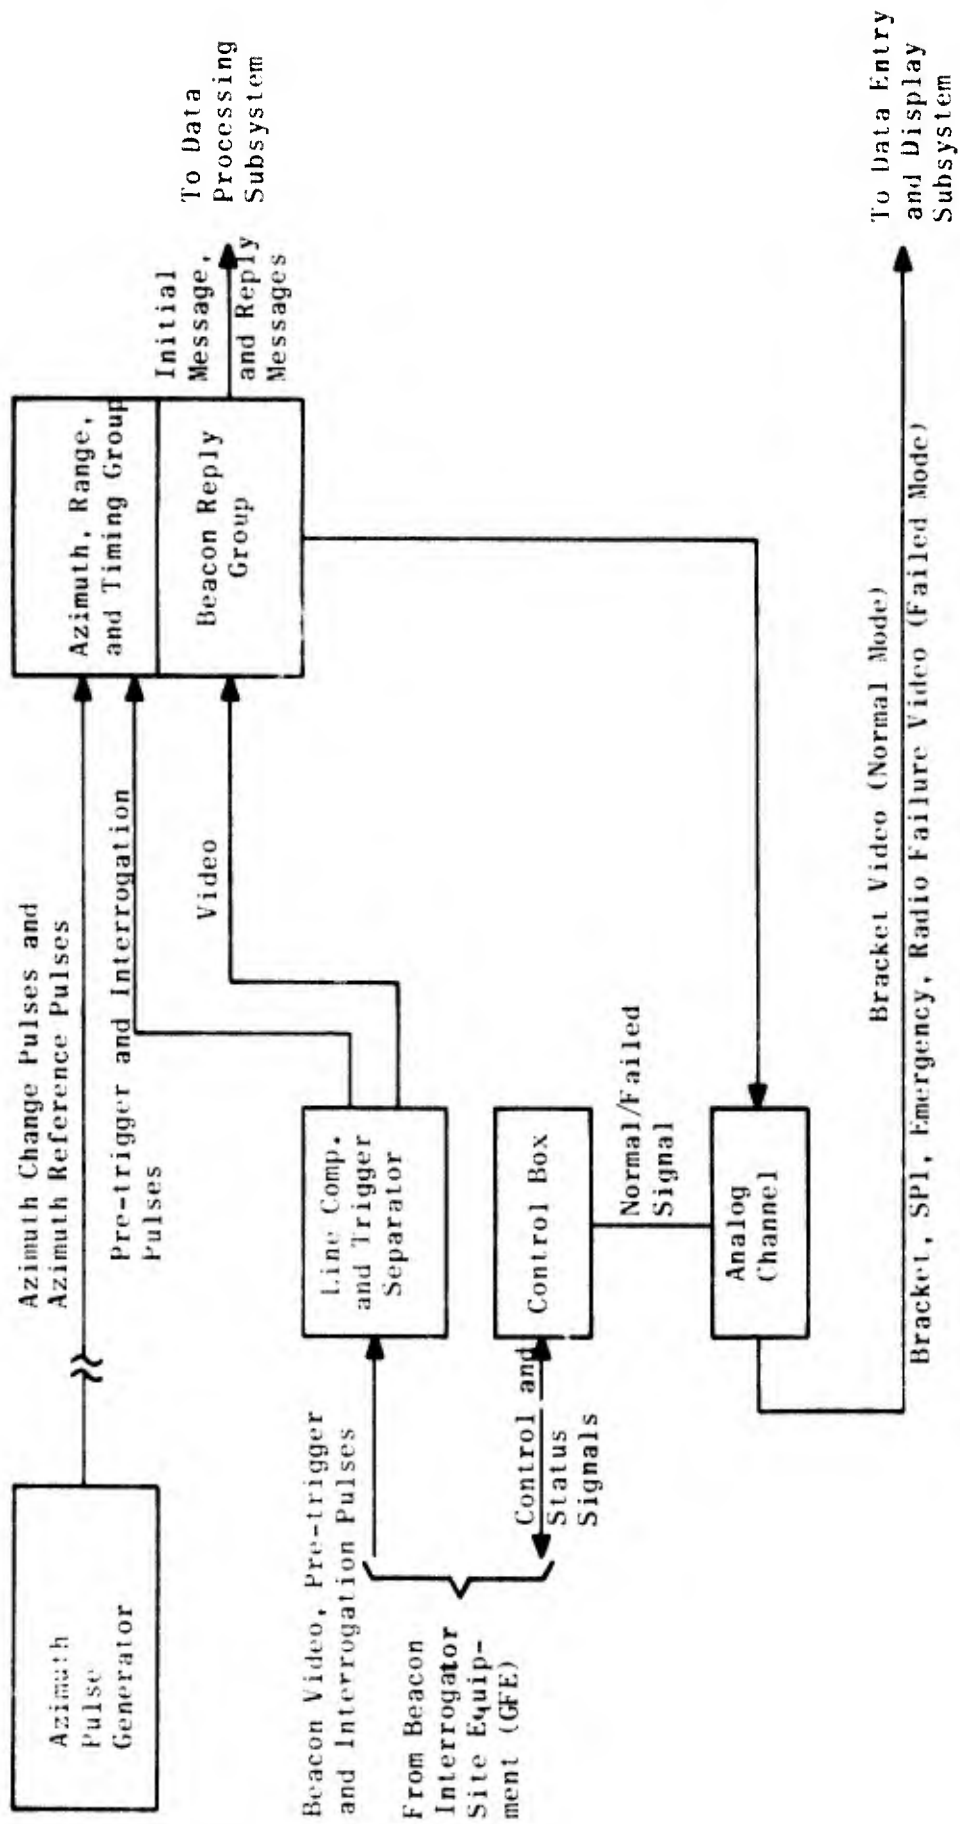 Azimuth
Pulse
Generator
Azimuth Change Pulses and
Azimuth Reference Pulses
Pre-trigger and Interrogation
Pulses
Azimuth, Range,
and Timing Group
Beacon Reply
Group
Initial
Message,
and Reply
Messages
To Data
Processing
Subsystem
Video
Beacon Video, Pre-trigger
and Interrogation Pulses
Line Comp.
and Trigger
Separator
From Beacon
Interrogator
Site Equip-
ment (GFE)
Control and
Status
Signals
Control Box
Normal/Failed
Signal
Analog
Channel
Bracket Video (Normal Mode)
Bracket, SPI, Emergency, Radio Failure Video (Failed Mode)
To Data Entry
and Display
Subsystem